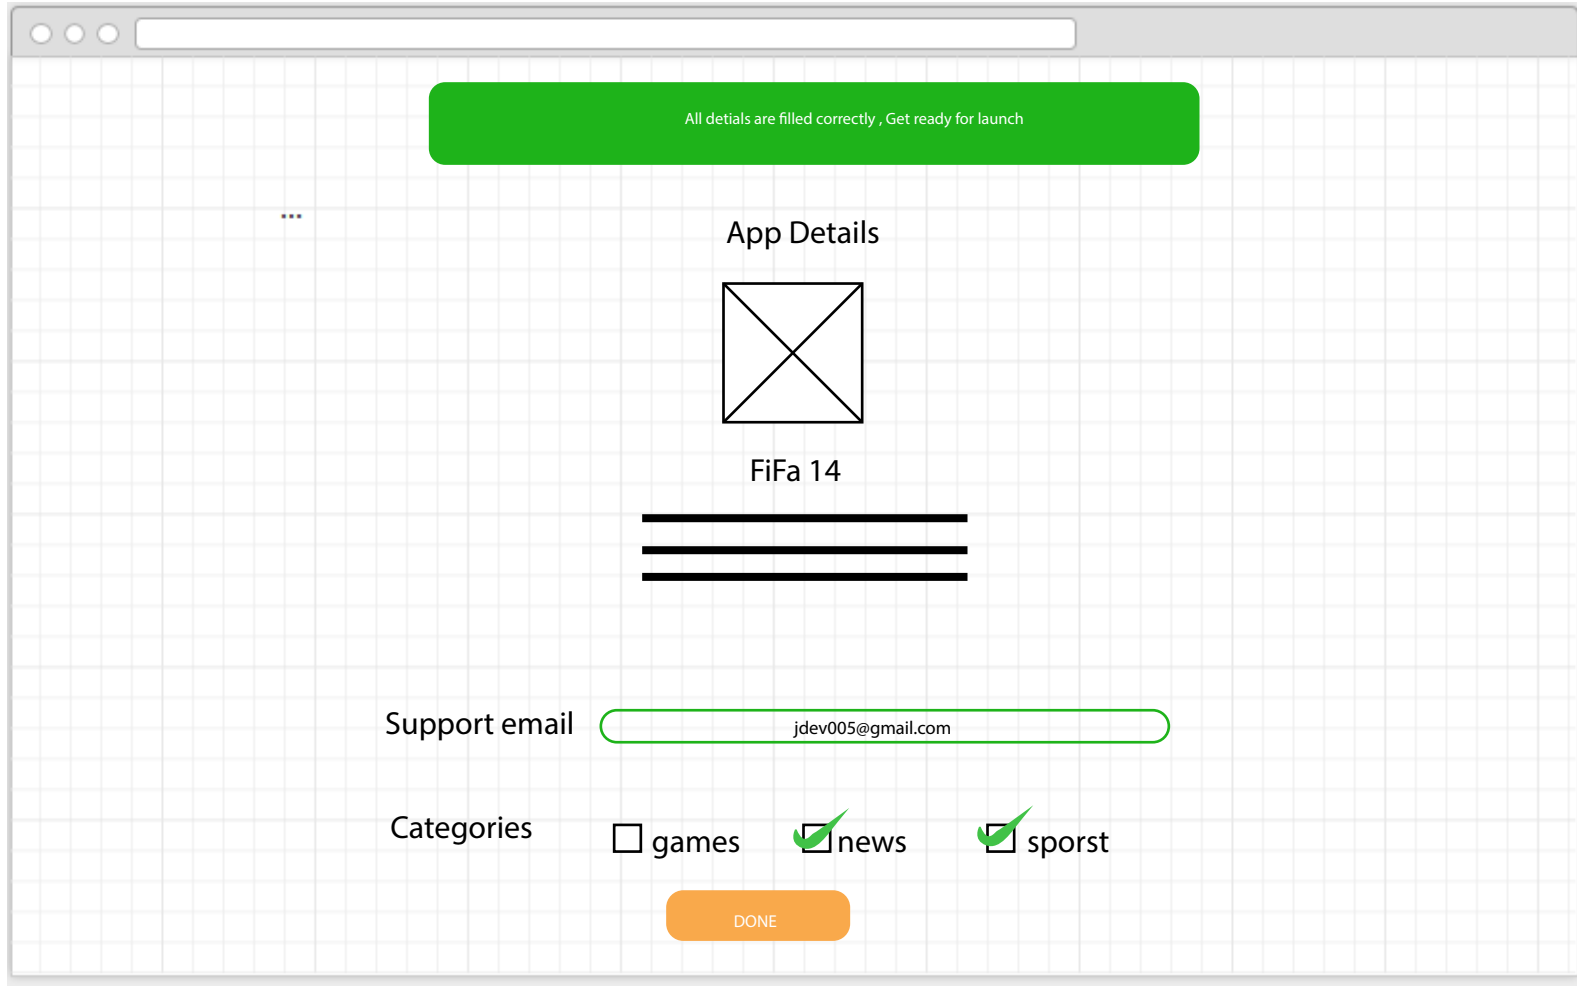 All detials are filled correctly , Get ready for launch
...
App Details
FiFa 14
Support email jdev005@gmail.com
Categories games news sporst
DONE